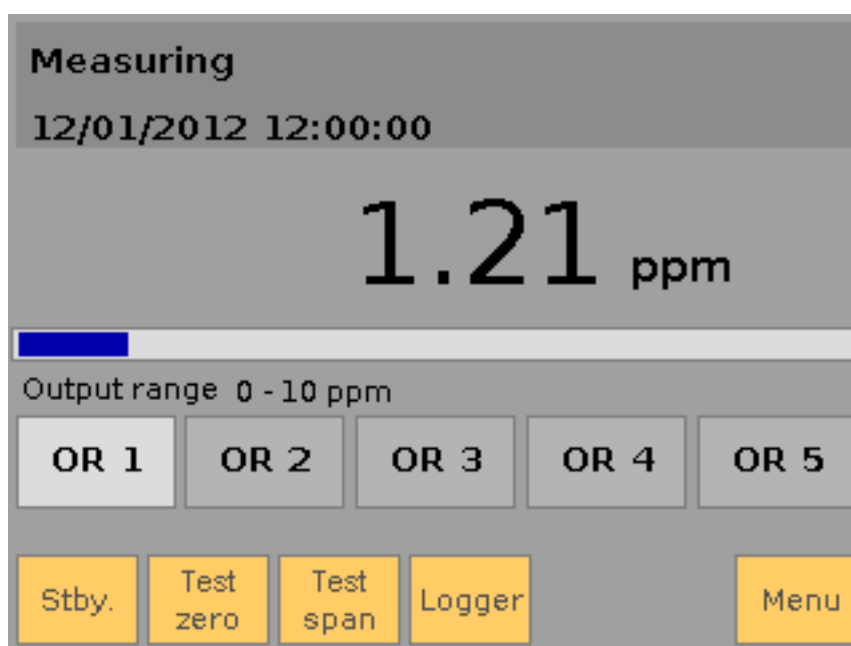 Measuring
12/01/2012 12:00:00
1.21 ppm
Output range 0 - 10 ppm
OR 1 OR 2 OR 3 OR 4 OR 5
Stby. Test zero Test span Logger Menu